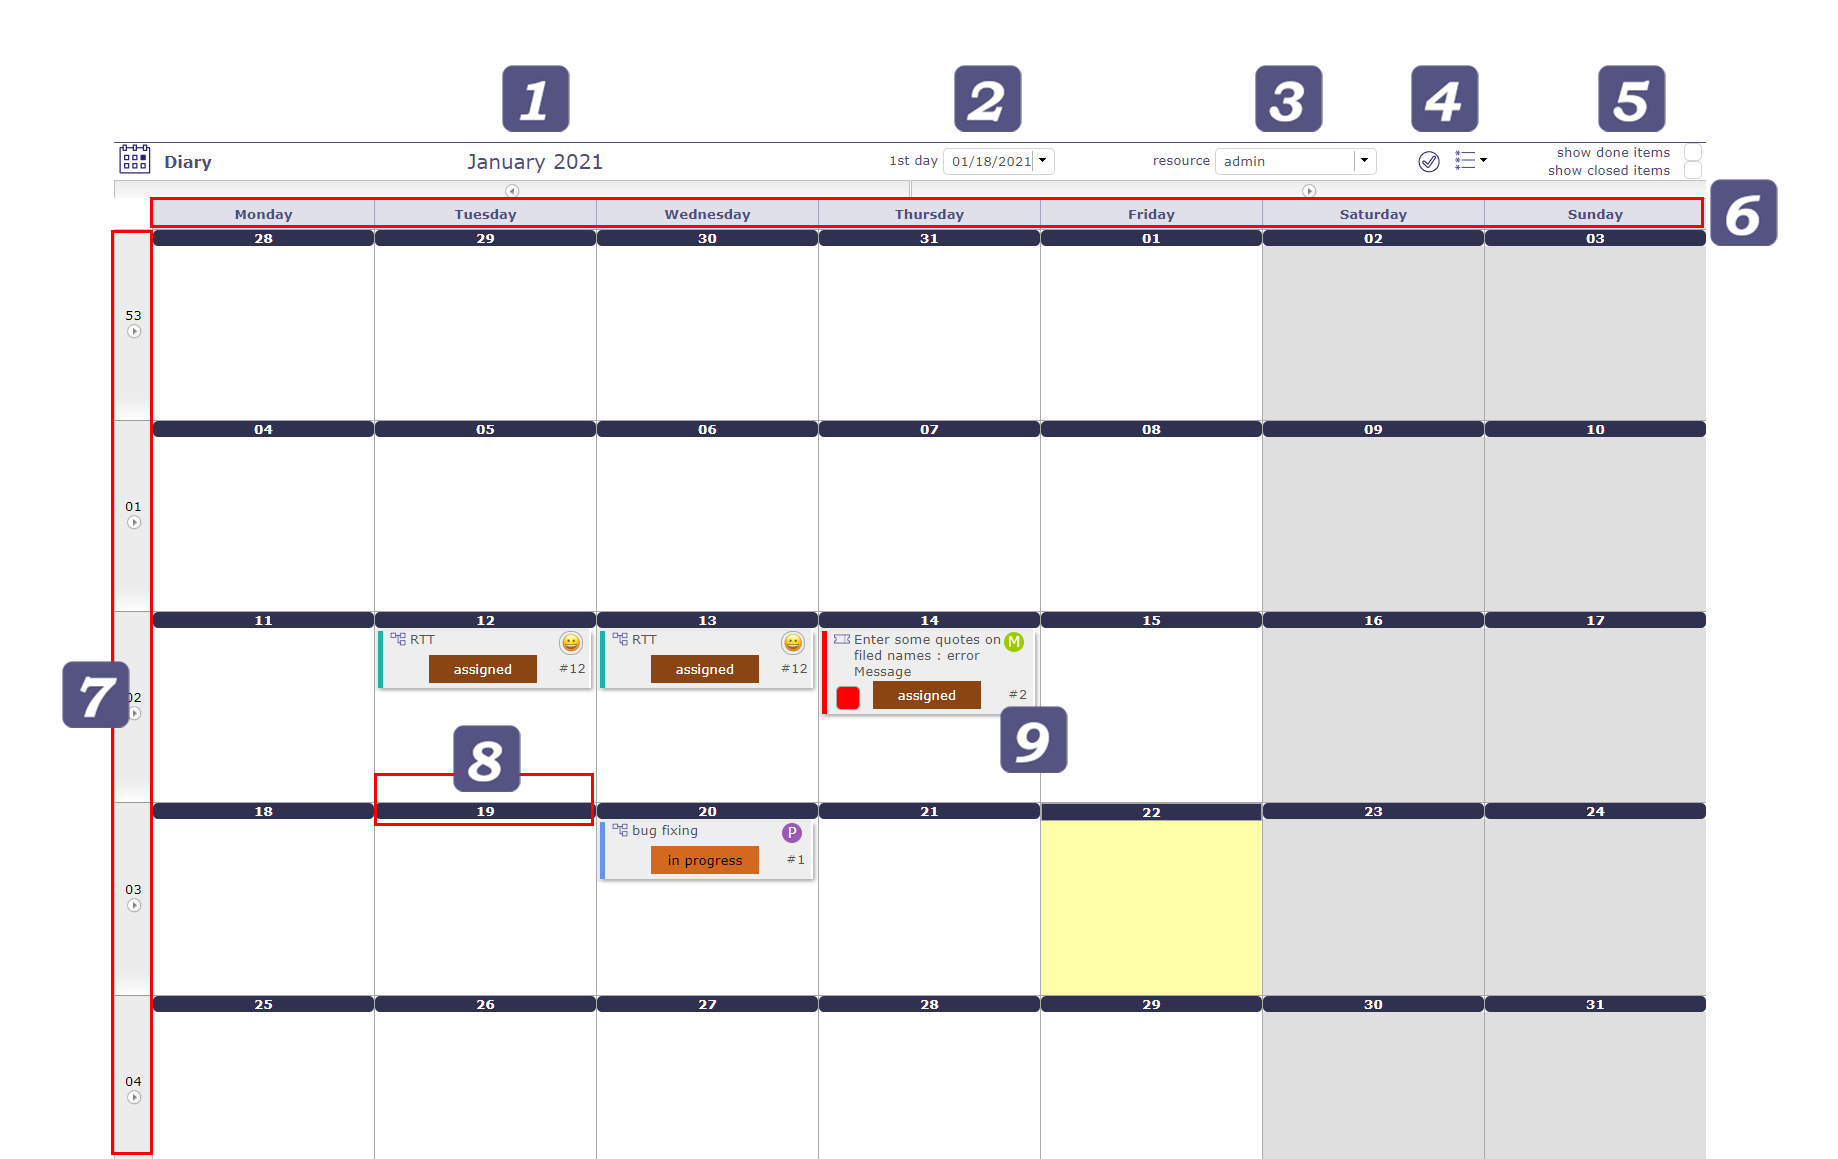 1 2 3 4 5
Diary January 2021 1st day 01/18/2021 resource admin show done items
show closed items
6
Monday Tuesday Wednesday Thursday Friday Saturday Sunday
28 29 30 31 01 02 03
53
04 05 06 07 08 09 10
01
11 12 13 14 15 16 17
RTT RTT Enter some quotes on M
filed names : error
Message
assigned #12 assigned #12
assigned #2
7 02
8 9
18 19 20 21 22 23 24
bug fixing P
in progress #1
03
25 26 27 28 29 30 31
04